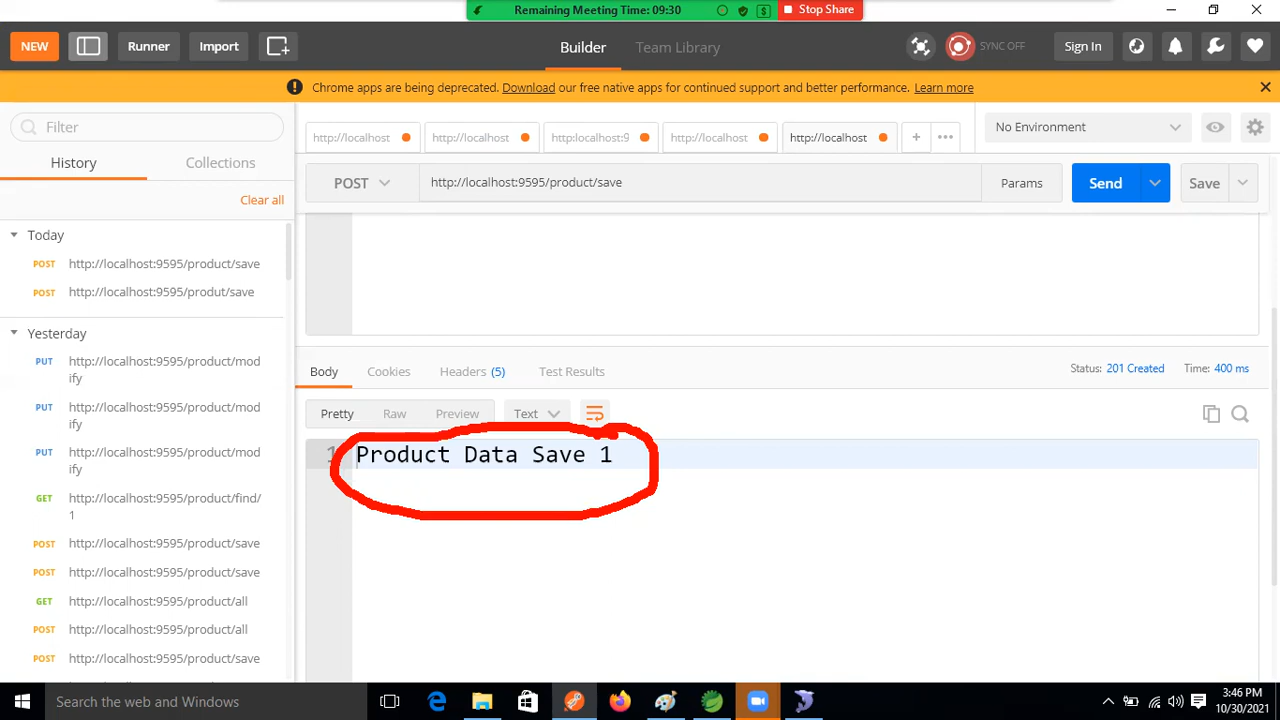 Remaining Meeting Time: 09:30
Stop Share
NEW
Runner
Import
Builder
Team Library
SYNC OFF
Sign In
Chrome apps are being deprecated. Download our free native apps for continued support and better performance. Learn more
Filter
History
Collections
Clear all
Today
POST http://localhost:9595/product/save
POST http://localhost:9595/produt/save
Yesterday
PUT http://localhost:9595/product/mod
ify
PUT http://localhost:9595/product/mod
ify
PUT http://localhost:9595/product/mod
ify
GET http://localhost:9595/product/find/
1
POST http://localhost:9595/product/save
POST http://localhost:9595/product/save
GET http://localhost:9595/product/all
POST http://localhost:9595/product/all
POST http://localhost:9595/product/save
http://localhost
http://localhost
http:localhost:9
http://localhost
http://localhost
No Environment
POST
http://localhost:9595/product/save
Params
Send
Save
Body
Cookies
Headers (5)
Test Results
Status: 201 Created
Time: 400 ms
Pretty
Raw
Preview
Text
1 Product Data Save 1
Search the web and Windows
3:46 PM
10/30/2021